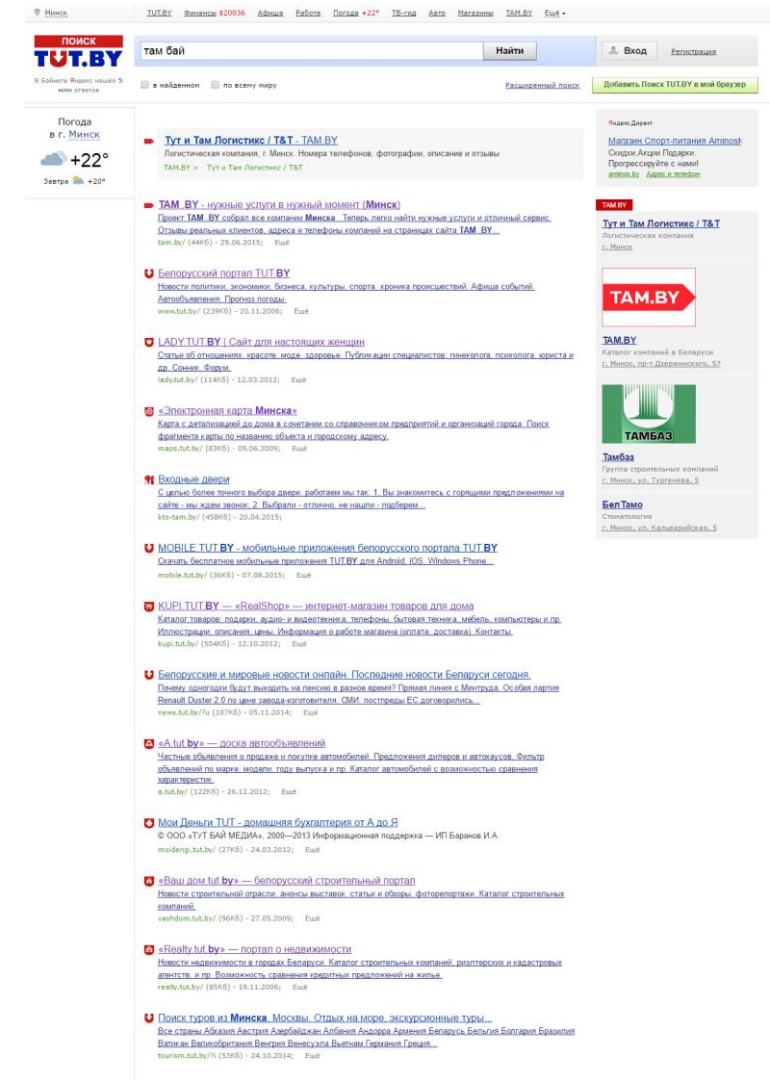 Минск
TUT.BY Финансы $20036 Афиша Работа Погода +22° ТВ-гид Авто Магазины TAM.BY Ещё
ПОИСК
TUT.BY
там бай
Найти
Вход
Регистрация
В Байнете Яндекс нашёл 5 млн ответов
в найденном
по всему миру
Расширенный поиск
Добавить Поиск TUT.BY в мой браузер
Погода
в г. Минск
+22°
Завтра +20°
Тут и Там Логистикс / T&T - TAM.BY
Логистическая компания, г. Минск. Номера телефонов, фотографии, описание и отзывы
TAM.BY > Тут и Там Логистикс / T&T
TAM .BY - нужные услуги в нужный момент (Минск)
Проект TAM .BY собрал все компании Минска . Теперь легко найти нужные услуги и отличный сервис.
Отзывы реальных клиентов, адреса и телефоны компаний на страницах сайта TAM .BY...
tam.by/ (44Кб) - 29.06.2015; Ещё
Белорусский портал TUT.BY
Новости политики, экономики, бизнеса, культуры, спорта, хроника происшествий. Афиша событий.
Автообъявления. Прогноз погоды.
www.tut.by/ (239Кб) - 20.11.2006; Ещё
LADY.TUT.BY | Сайт для настоящих женщин
Статьи об отношениях, красоте, моде, здоровье. Публикации специалистов: гинеколога, психолога, юриста и
др. Сонник. Форум.
lady.tut.by/ (114Кб) - 12.03.2012; Ещё
«Электронная карта Минска»
Карта с детализацией до дома в сочетании со справочником предприятий и организаций города. Поиск
фрагмента карты по названию объекта и городскому адресу.
maps.tut.by/ (83Кб) - 09.06.2009; Ещё
Входные двери
С целью более точного выбора двери, работаем мы так: 1. Вы знакомитесь с горящими предложениями на
сайте - мы ждем звонок; 2. Выбрали - отлично, не нашли - подберем...
kto-tam.by/ (458Кб) - 20.04.2015;
MOBILE.TUT.BY - мобильные приложения белорусского портала TUT.BY
Скачать бесплатное мобильные приложения TUT.BY для Android, iOS, Windows Phone...
mobile.tut.by/ (36Кб) - 07.08.2015; Ещё
KUPI.TUT.BY — «RealShop» — интернет-магазин товаров для дома
Каталог товаров: подарки, аудио- и видеотехника, телефоны, бытовая техника, мебель, компьютеры и пр.
Иллюстрации, описания, цены. Информация о работе магазина (оплата, доставка). Контакты.
kupi.tut.by/ (504Кб) - 12.10.2012; Ещё
Белорусские и мировые новости онлайн. Последние новости Беларуси сегодня.
Почему одногодки будут выходить на пенсию в разное время? Прямая линия с Минтруда. Особая партия
Renault Duster 2.0 по цене завода-изготовителя. СМИ: постпреды ЕС договорились...
news.tut.by/?u (107Кб) - 05.11.2014; Ещё
«A.tut.by» — доска автообъявлений
Частные объявления о продаже и покупке автомобилей. Предложения дилеров и автохаусов. Фильтр
объявлений по марке, модели, году выпуска и пр. Каталог автомобилей с возможностью сравнения
характеристик.
a.tut.by/ (122Кб) - 26.12.2012; Ещё
Мои Деньги TUT - домашняя бухгалтерия от А до Я
© ООО «ТУТ БАЙ МЕДИА», 2000—2013 Информационная поддержка — ИП Баранов И.А.
moidengi.tut.by/ (27Кб) - 24.03.2012; Ещё
«Ваш дом.tut.by» — белорусский строительный портал
Новости строительной отрасли, анонсы выставок, статьи и обзоры, фоторепортажи. Каталог строительных
компаний.
vashdom.tut.by/ (96Кб) - 27.05.2009; Ещё
«Realty.tut.by» — портал о недвижимости
Новости недвижимости в городах Беларуси. Каталог строительных компаний, риэлтерских и кадастровых
агентств, и пр. Возможность сравнения кредитных предложений на жилье.
realty.tut.by/ (85Кб) - 19.11.2006; Ещё
Поиск туров из Минска, Москвы. Отдых на море, экскурсионные туры...
Все страны Абхазия Австрия Азербайджан Албания Андорра Армения Беларусь Бельгия Болгария Бразилия
Ватикан Великобритания Венгрия Венесуэла Вьетнам Германия Греция...
tourism.tut.by/ (53Кб) - 24.10.2014; Ещё
Яндекс.Директ
Магазин Спорт-питания Aminos
Скидки.Акции.Подарки.
Прогрессируйте с нами!
aminos.by Адрес и телефон
TAM.BY
Тут и Там Логистикс / T&T
Логистическая компания
г. Минск
TAM.BY
TAM.BY
Каталог компаний в Беларуси
г. Минск, пр-т Дзержинского, 57
ТАМБАЗ
Тамбаз
Группа строительных компаний
г. Минск, ул. Тургенева, 5
БелТамо
Стоматология
г. Минск, ул. Кальварийская, 5